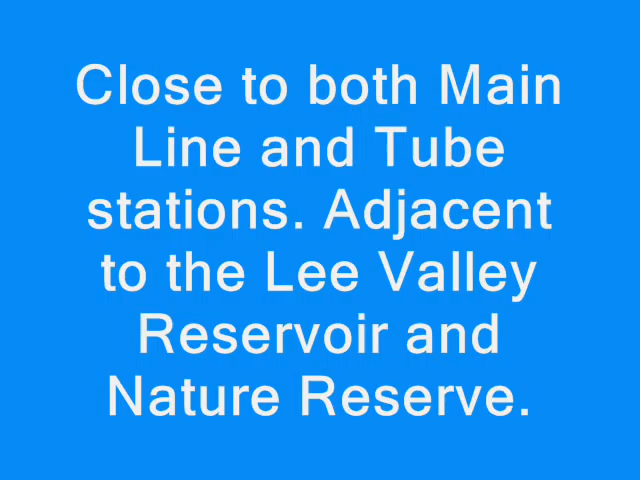 Close to both Main
Line and Tube
stations. Adjacent
to the Lee Valley
Reservoir and
Nature Reserve.